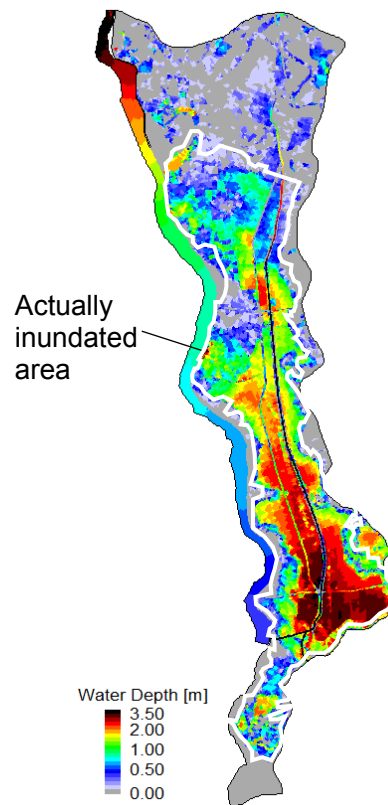 Actually
inundated
area
Water Depth [m]
3.50
2.00
1.00
0.50
0.00